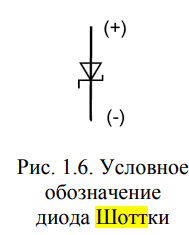 (+)
(-)
Рис. 1.6. Условное
обозначение
диода Шоттки